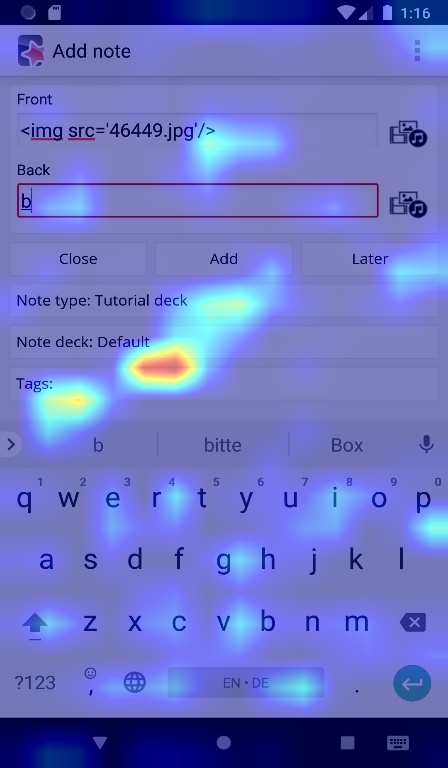 1:16
Add note
Front
<img src='46449.jpg'/>
Back
b
Close Add Later
Note type: Tutorial deck
Note deck: Default
Tags:
b bitte Box
1 2 3 4 5 6 7 8 9 0
q w e r t y u i o p
a s d f g h j k l
z x c v b n m
?123 , EN • DE .